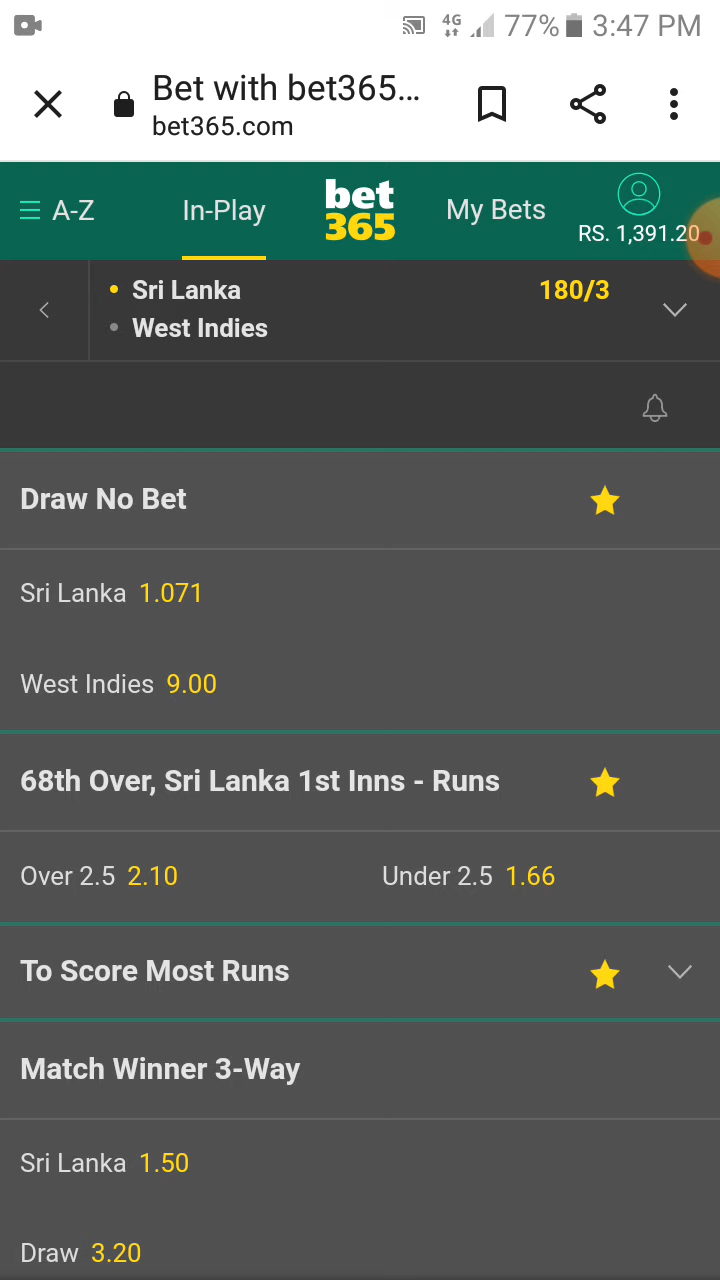 4G 77% 3:47 PM
Bet with bet365...
bet365.com
A-Z In-Play bet365 My Bets RS. 1,391.20
Sri Lanka 180/3
West Indies
Draw No Bet
Sri Lanka 1.071
West Indies 9.00
68th Over, Sri Lanka 1st Inns - Runs
Over 2.5 2.10 Under 2.5 1.66
To Score Most Runs
Match Winner 3-Way
Sri Lanka 1.50
Draw 3.20